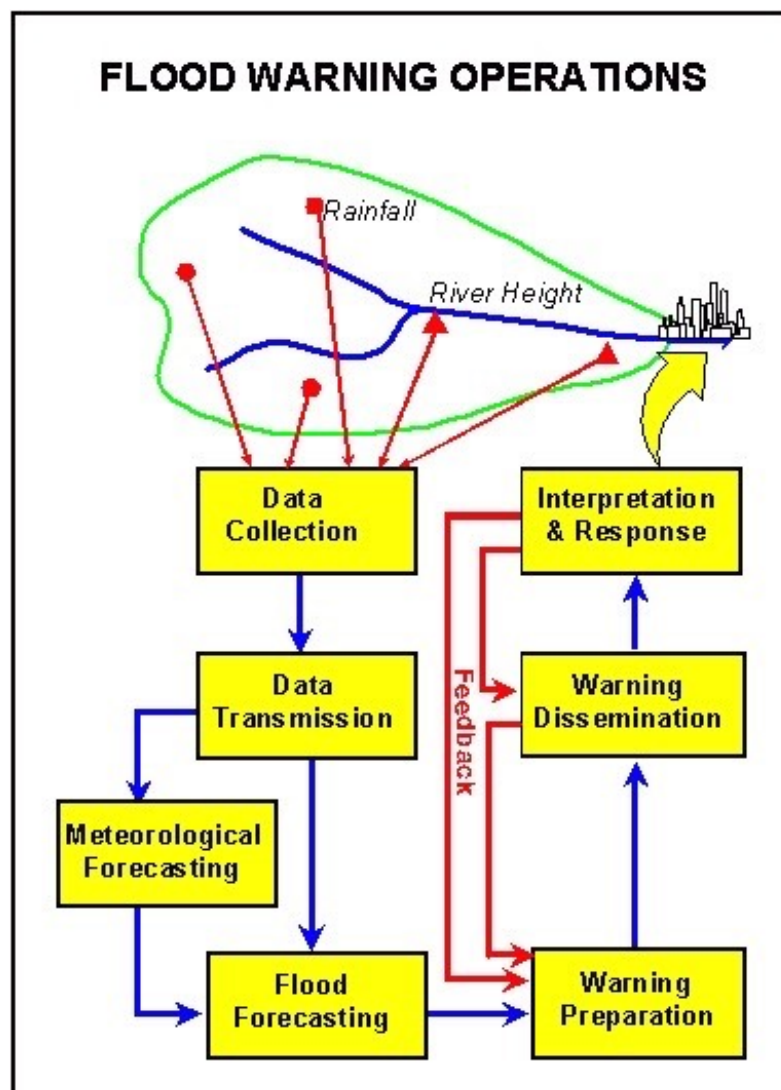 FLOOD WARNING OPERATIONS
Rainfall
River Height
Data
Collection
Interpretation
& Response
Data
Transmission
Feedback
Warning
Dissemination
Meteorological
Forecasting
Flood
Forecasting
Warning
Preparation